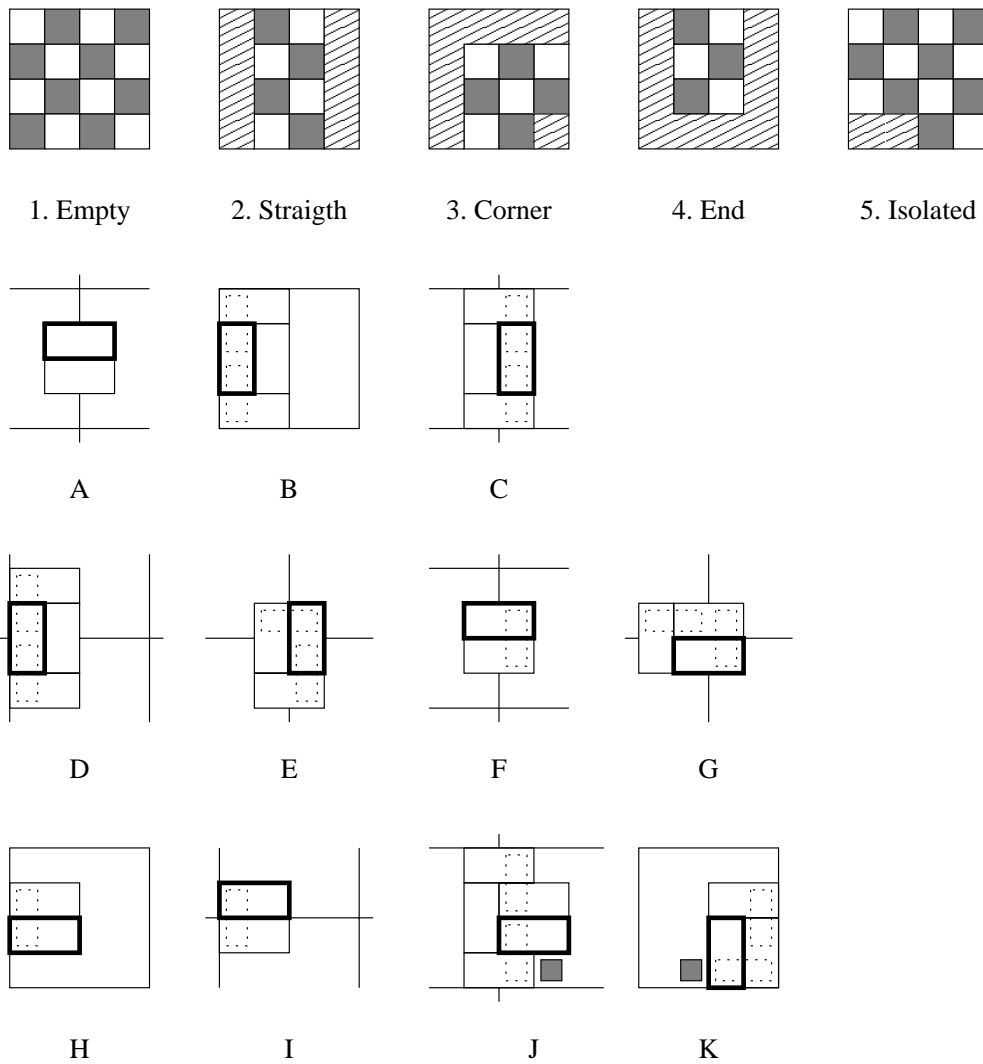 1. Empty 2. Straigth 3. Corner 4. End 5. Isolated
A B C
D E F G
H I J K